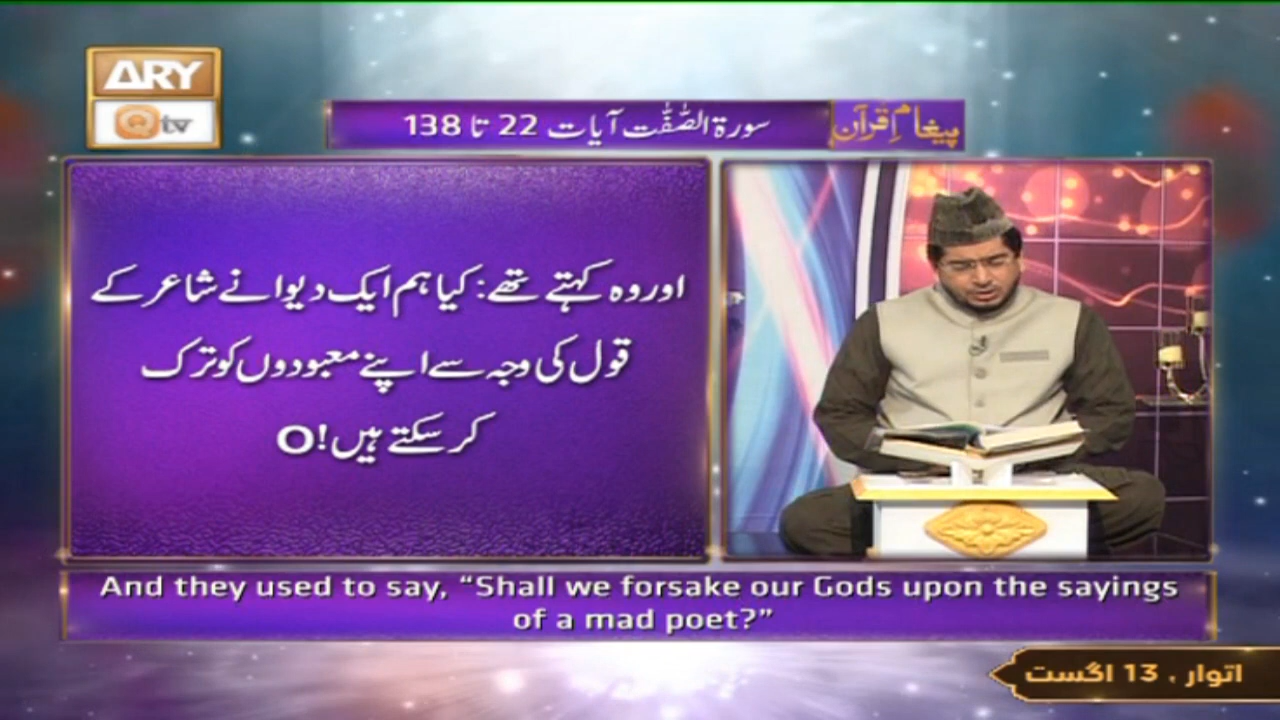 ARY
Qtv
پیغامِ قرآن
سورۃ الصّٰفّٰت آیات 22 تا 138
اور وہ کہتے تھے: کیا ہم ایک دیوانے شاعر کے
قول کی وجہ سے اپنے معبودوں کو ترک
کر سکتے ہیں!O
And they used to say, “Shall we forsake our Gods upon the sayings
of a mad poet?”
اتوار ، 13 اگست